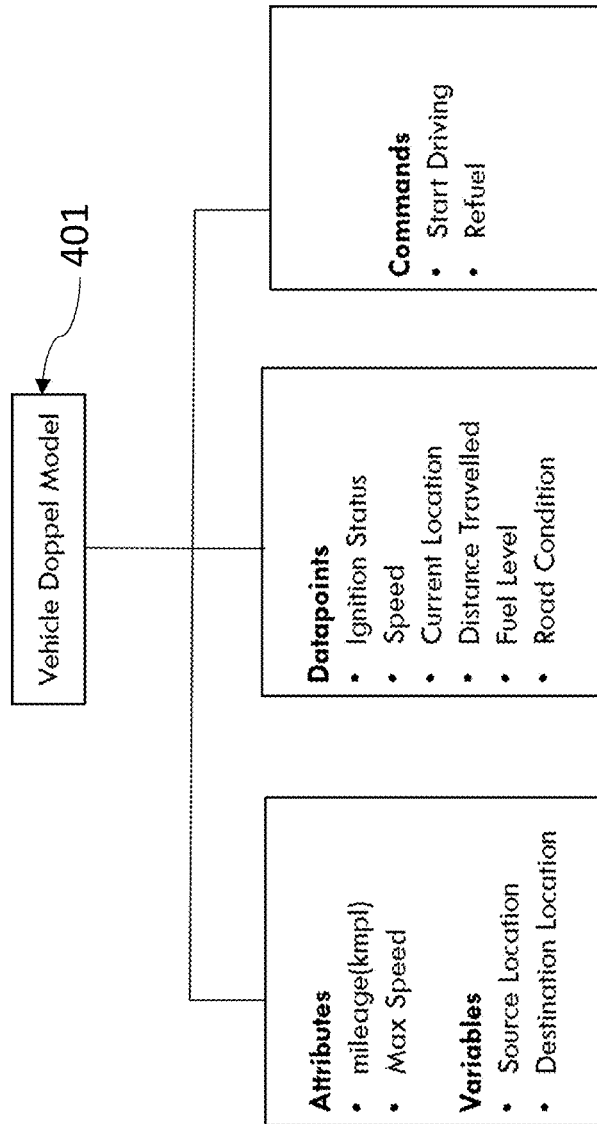 401
Vehicle Doppel Model
Attributes
• mileage(kmpl)
• Max Speed
Variables
• Source Location
• Destination Location
Datapoints
• Ignition Status
• Speed
• Current Location
• Distance Travelled
• Fuel Level
• Road Condition
Commands
• Start Driving
• Refuel